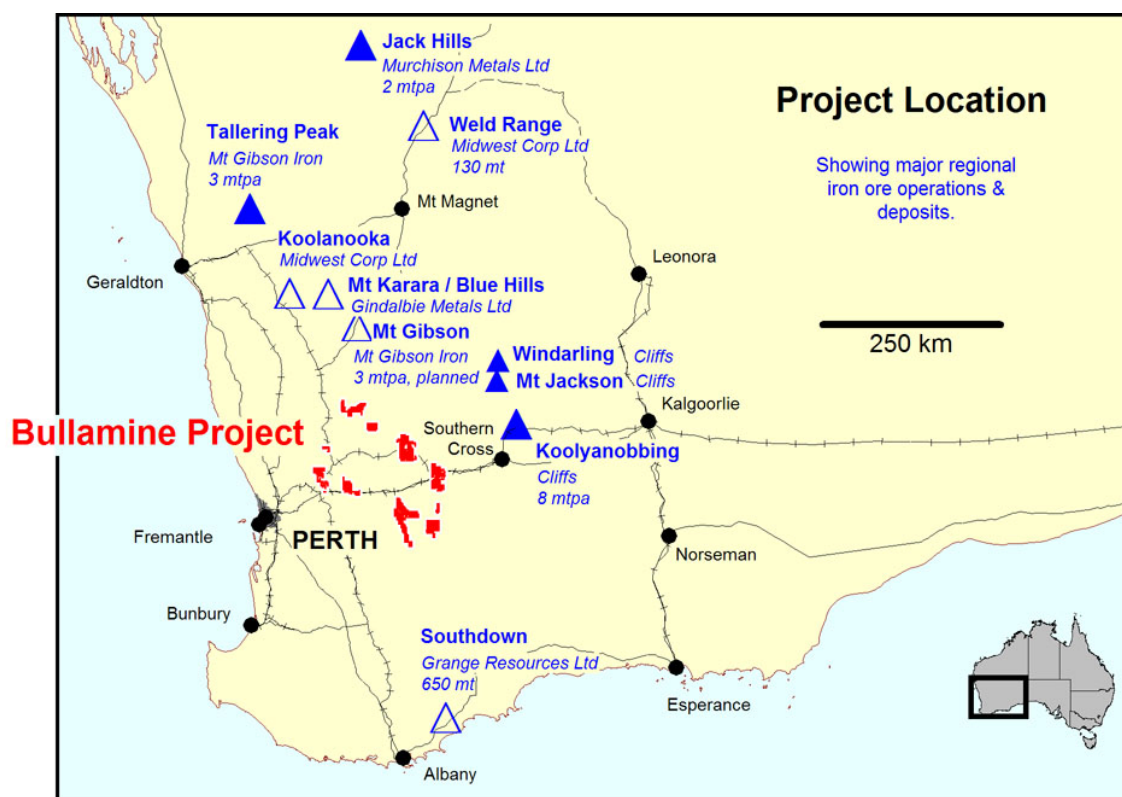 Jack Hills
Murchison Metals Ltd
2 mtpa
Project Location
Showing major regional
iron ore operations &
deposits.
Weld Range
Midwest Corp Ltd
130 mt
Tallering Peak
Mt Gibson Iron
3 mtpa
Mt Magnet
Koolanooka
Midwest Corp Ltd
Leonora
Geraldton
Mt Karara / Blue Hills
Gindalbie Metals Ltd
Mt Gibson
Mt Gibson Iron
3 mtpa, planned
250 km
Windarling Cliffs
Mt Jackson Cliffs
Kalgoorlie
Bullamine Project
Southern
Cross
Koolyanobbing
Cliffs
8 mtpa
Fremantle
PERTH
Norseman
Bunbury
Southdown
Grange Resources Ltd
650 mt
Esperance
Albany